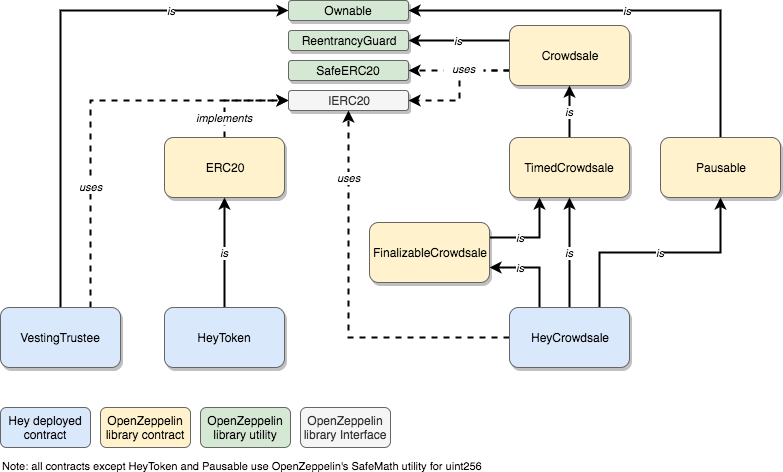 is
Ownable
is
ReentrancyGuard
is
Crowdsale
SafeERC20
uses
IERC20
implements
is
ERC20
TimedCrowdsale
Pausable
uses
uses
is
FinalizableCrowdsale
is
is
is
is
VestingTrustee
HeyToken
HeyCrowdsale
Hey deployed
contract
OpenZeppelin
library contract
OpenZeppelin
library utility
OpenZeppelin
library Interface
Note: all contracts except HeyToken and Pausable use OpenZeppelin's SafeMath utility for uint256